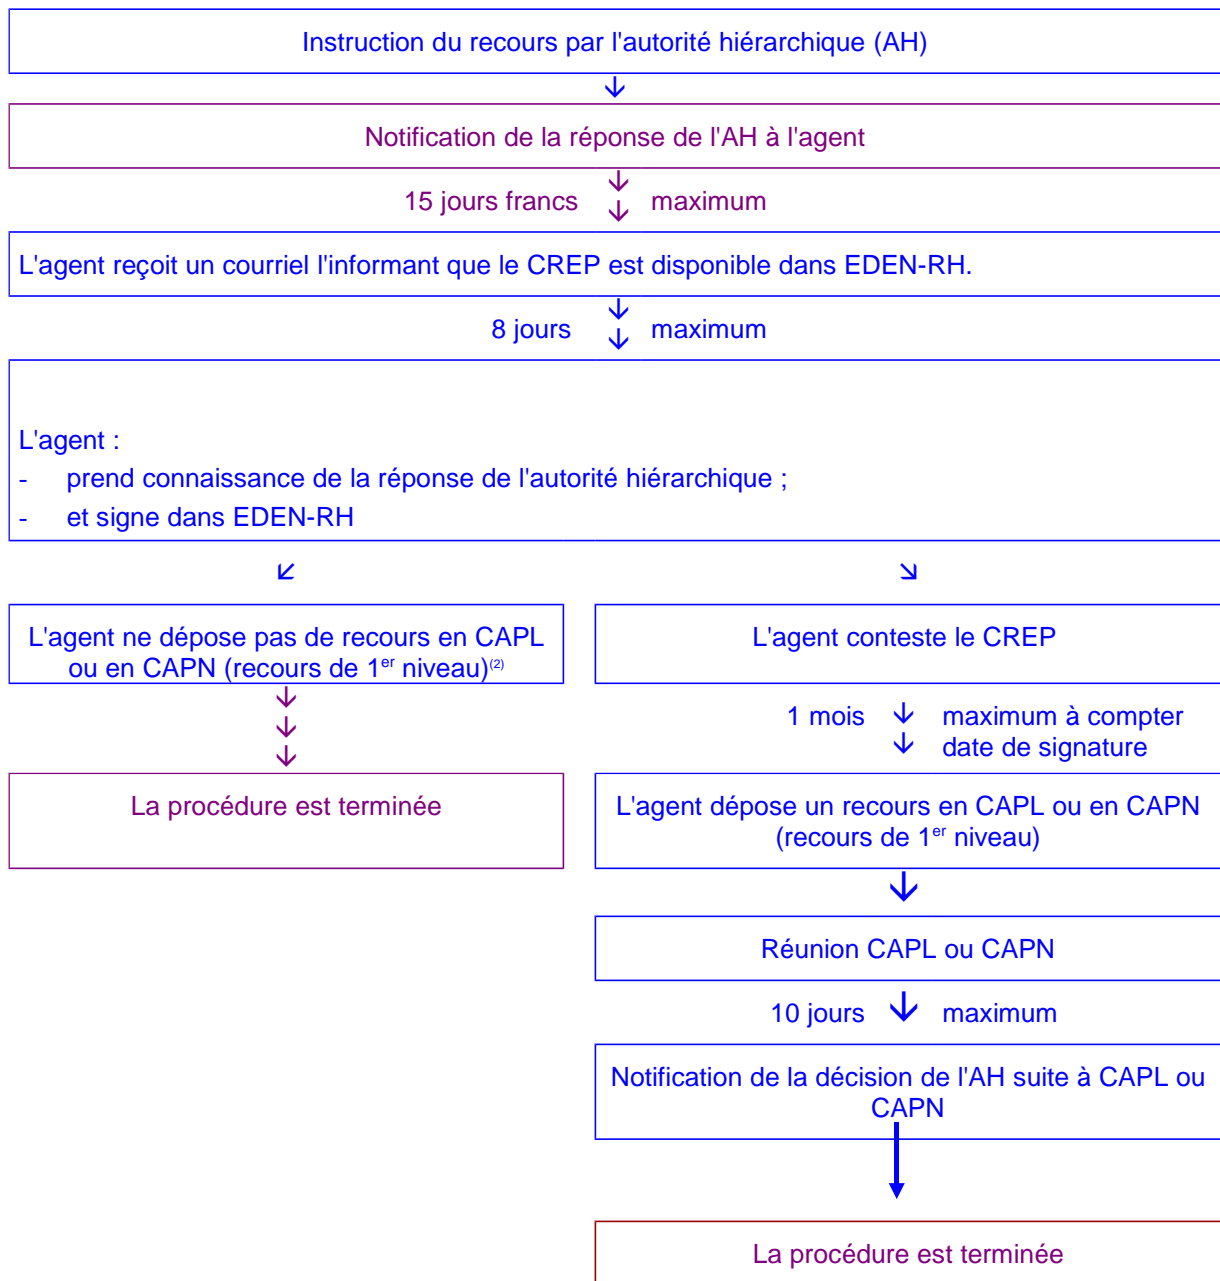 Instruction du recours par l'autorité hiérarchique (AH)
Notification de la réponse de l'AH à l'agent
15 jours francs maximum
L'agent reçoit un courriel l'informant que le CREP est disponible dans EDEN-RH.
8 jours maximum
L'agent :
- prend connaissance de la réponse de l'autorité hiérarchique ;
- et signe dans EDEN-RH
L'agent ne dépose pas de recours en CAPL
ou en CAPN (recours de 1er niveau)(2)
La procédure est terminée
L'agent conteste le CREP
1 mois maximum à compter
date de signature
L'agent dépose un recours en CAPL ou en CAPN
(recours de 1er niveau)
Réunion CAPL ou CAPN
10 jours maximum
Notification de la décision de l'AH suite à CAPL ou
CAPN
La procédure est terminée